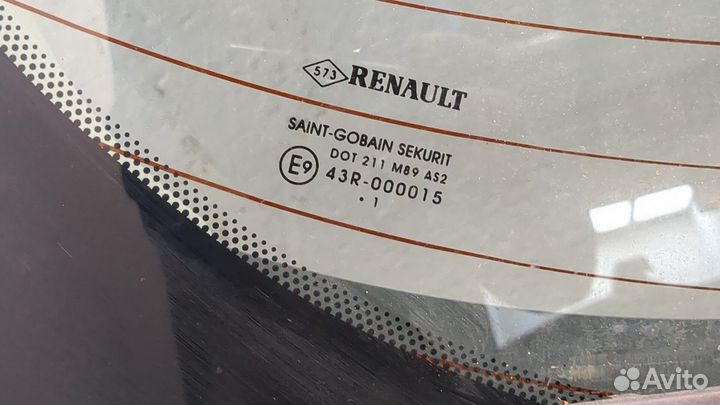 573 RENAULT
SAINT-GOBAIN SEKURIT
DOT 211 M89 AS2
E9 43R-000015
• 1
Avito